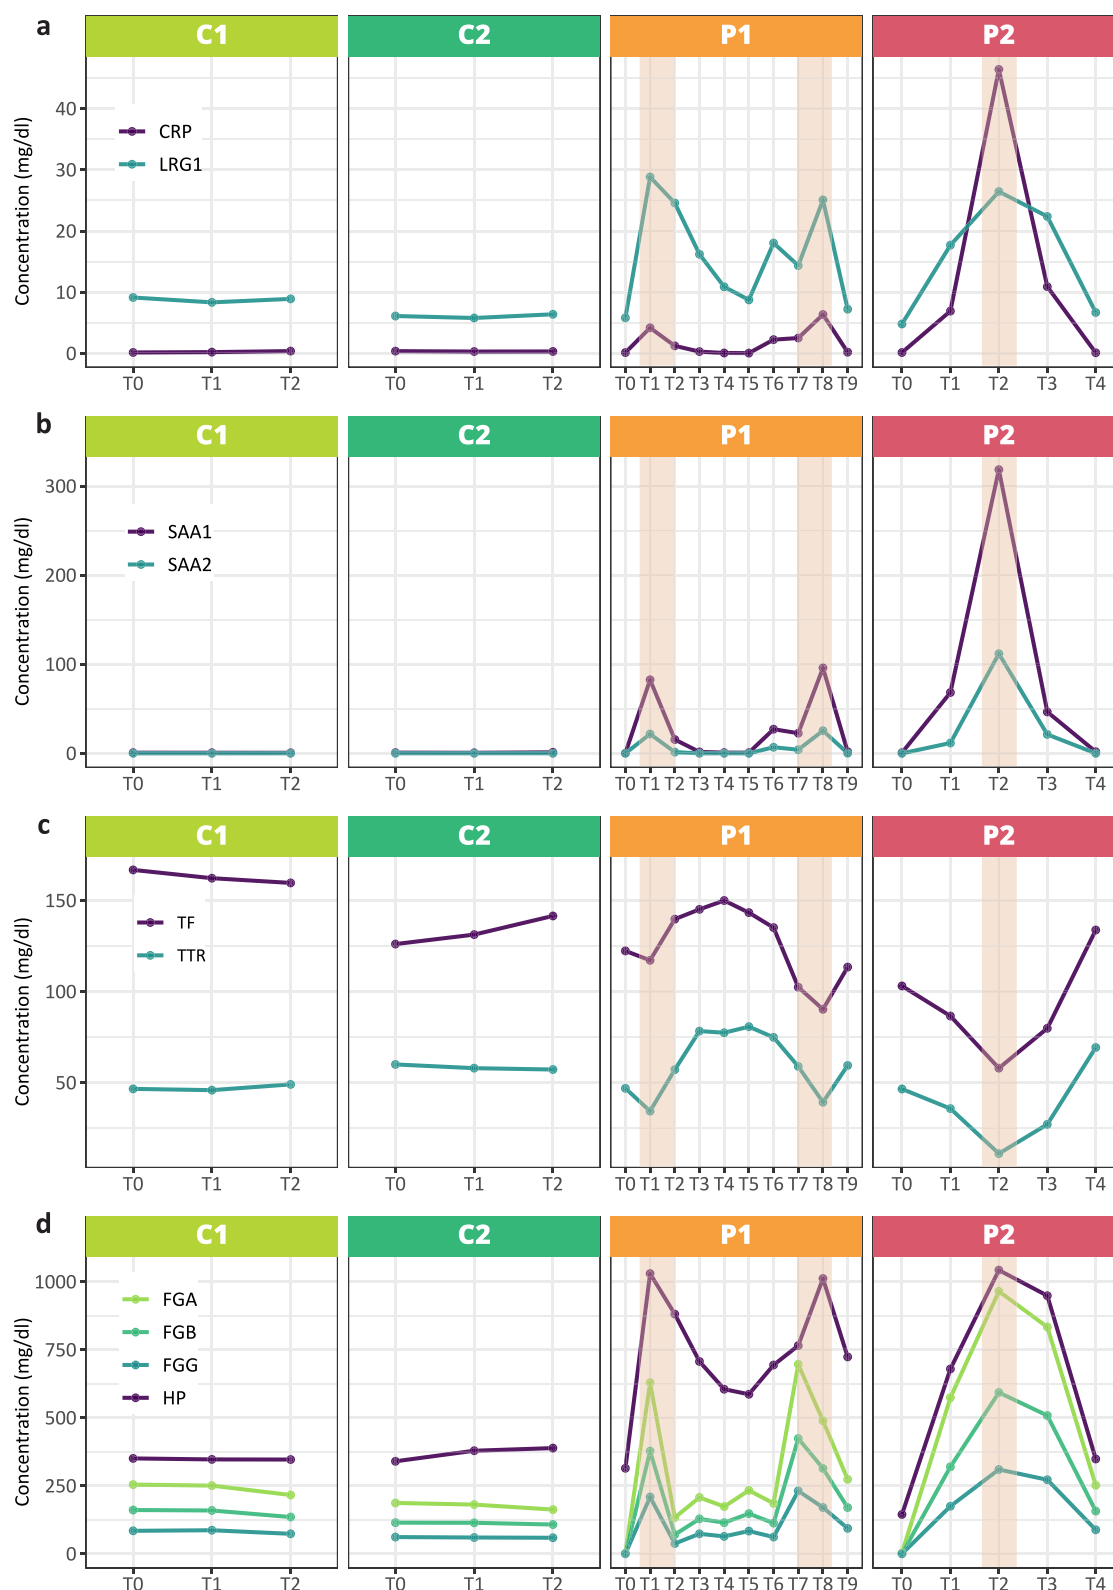 a
C1 C2 P1 P2
Concentration (mg/dl)
40
30
20
10
0
CRP
LRG1
T0 T1 T2 T0 T1 T2 T0 T1 T2 T3 T4 T5 T6 T7 T8 T9 T0 T1 T2 T3 T4
b
C1 C2 P1 P2
Concentration (mg/dl)
300
200
100
0
SAA1
SAA2
T0 T1 T2 T0 T1 T2 T0 T1 T2 T3 T4 T5 T6 T7 T8 T9 T0 T1 T2 T3 T4
c
C1 C2 P1 P2
Concentration (mg/dl)
150
100
50
TF
TTR
T0 T1 T2 T0 T1 T2 T0 T1 T2 T3 T4 T5 T6 T7 T8 T9 T0 T1 T2 T3 T4
d
C1 C2 P1 P2
Concentration (mg/dl)
1000
750
500
250
0
FGA
FGB
FGG
HP
T0 T1 T2 T0 T1 T2 T0 T1 T2 T3 T4 T5 T6 T7 T8 T9 T0 T1 T2 T3 T4